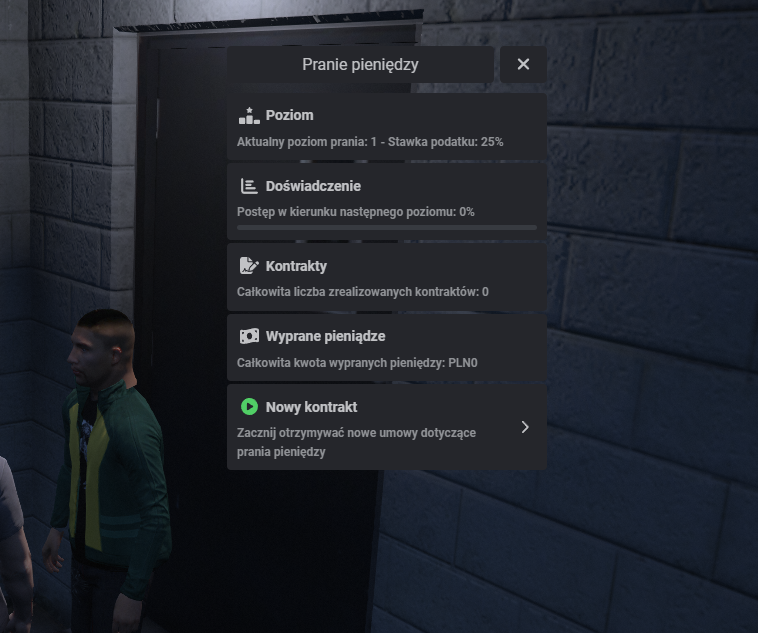 Pranie pieniędzy
Poziom
Aktualny poziom prania: 1 - Stawka podatku: 25%
Doświadczenie
Postęp w kierunku następnego poziomu: 0%
Kontrakty
Całkowita liczba zrealizowanych kontraktów: 0
Wyprane pieniądze
Całkowita kwota wypranych pieniędzy: PLN0
Nowy kontrakt
Zacznij otrzymywać nowe umowy dotyczące
prania pieniędzy